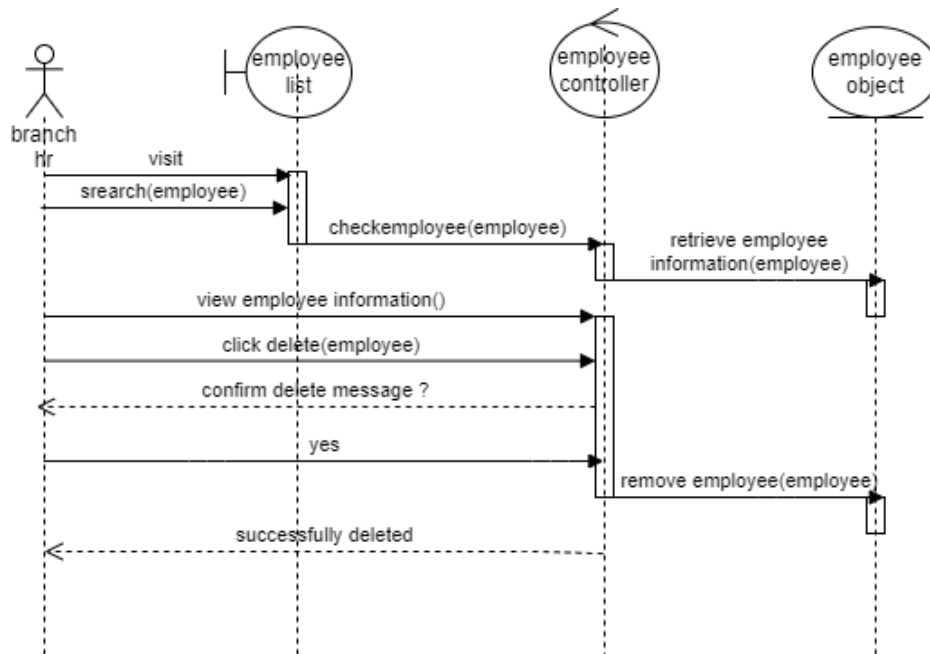 employee
list
employee
controller
employee
object
branch
hr
visit
srearch(employee)
checkemployee(employee)
retrieve employee
information(employee)
view employee information()
click delete(employee)
confirm delete message ?
yes
remove employee(employee)
successfully deleted